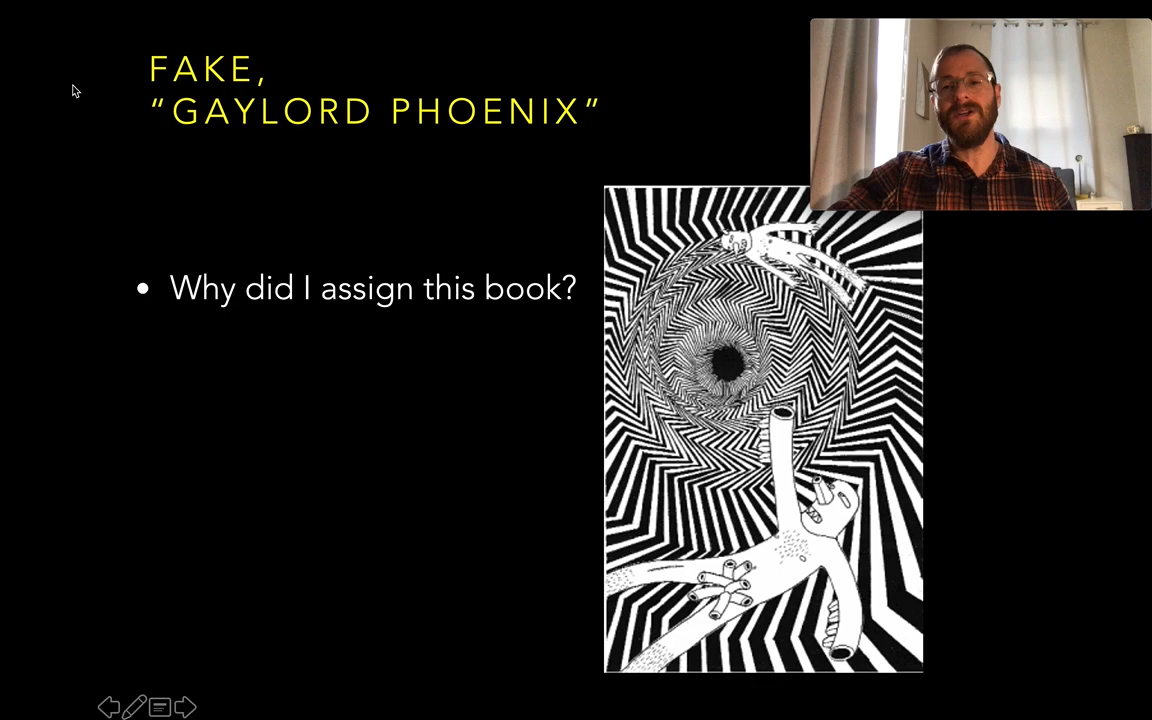 FAKE,
“GAYLORD PHOENIX”
• Why did I assign this book?